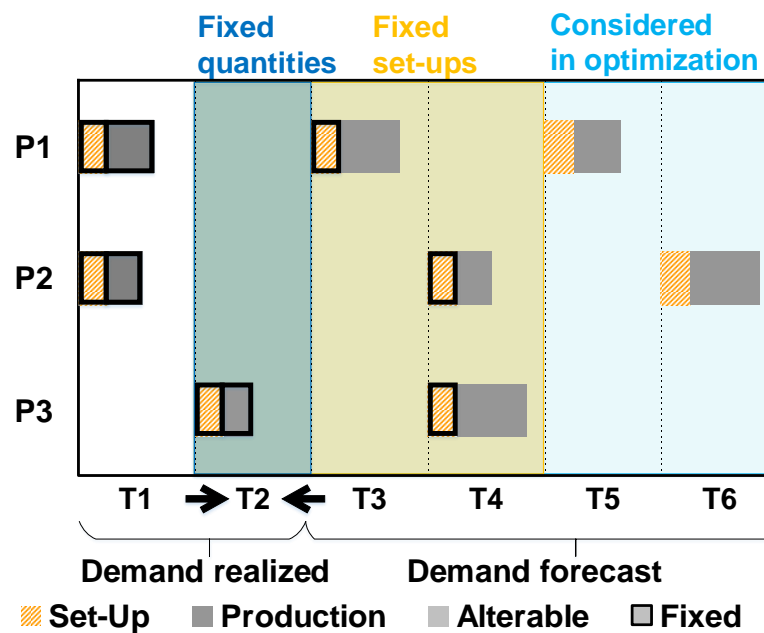 Fixed quantities
Fixed set-ups
Considered in optimization
P1
P2
P3
T1 T2 T3 T4 T5 T6
Demand realized Demand forecast
Set-Up Production Alterable Fixed